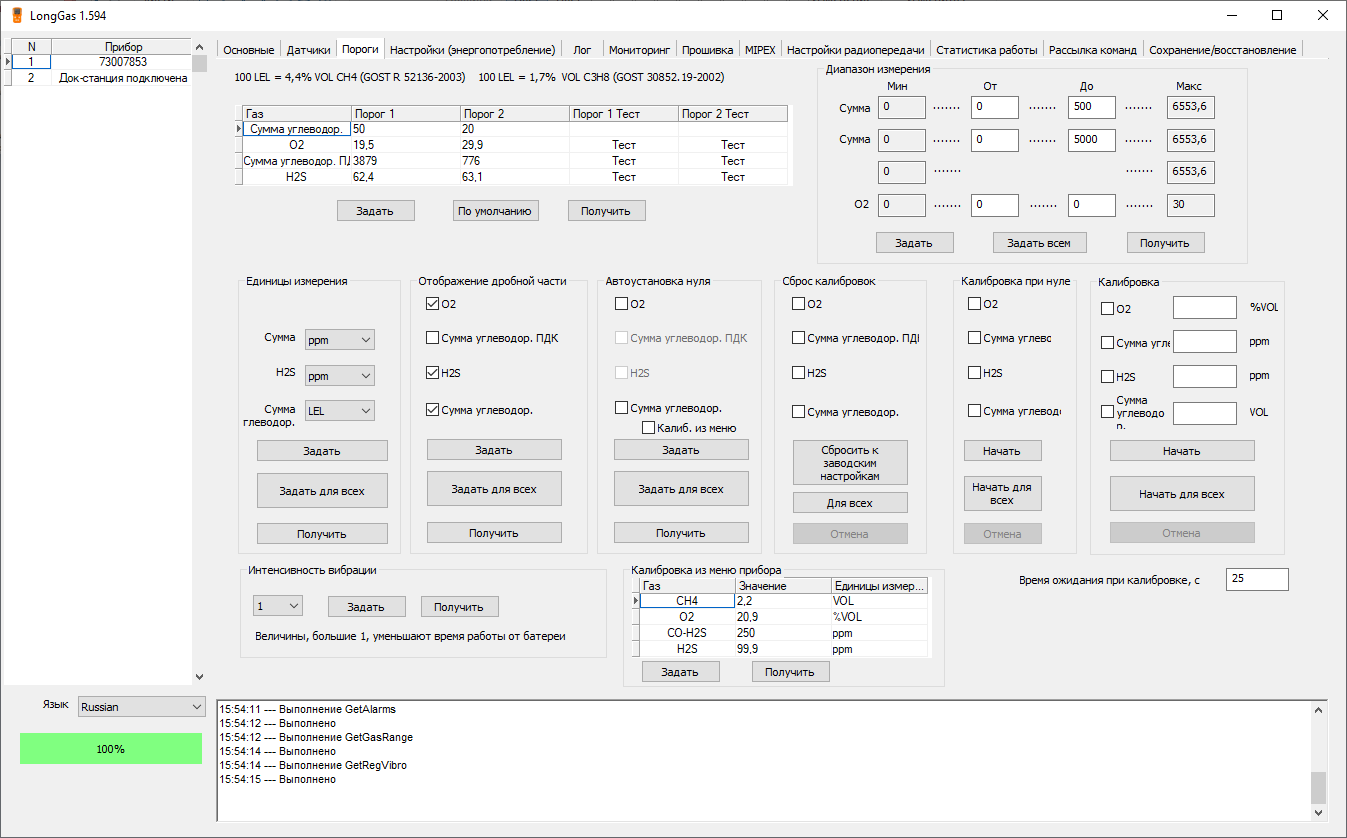 LongGas 1.594
N Прибор
1 73007853
2 Док-станция подключена
Основные Датчики Пороги Настройки (энергопотребление) Лог Мониторинг Прошивка MIPEX Настройки радиопередачи Статистика работы Рассылка команд Сохранение/восстановление
100 LEL = 4,4% VOL CH4 (GOST R 52136-2003) 100 LEL = 1,7% VOL C3H8 (GOST 30852.19-2002)
Газ Порог 1 Порог 2 Порог 1 Тест Порог 2 Тест
Сумма углеводор. 50 20
O2 19,5 29,9 Тест Тест
Сумма углеводор. ПД 3879 776 Тест Тест
H2S 62,4 63,1 Тест Тест
Задать По умолчанию Получить
Диапазон измерения
Мин От До Макс
Сумма 0 ....... 0 ....... 500 ....... 6553,6
Сумма 0 ....... 0 ....... 5000 ....... 6553,6
0 ....... ....... 6553,6
O2 0 ....... 0 ....... 0 ....... 30
Задать Задать всем Получить
Единицы измерения
Сумма ppm
H2S ppm
Сумма
глеводор. LEL
Задать
Задать для всех
Получить
Отображение дробной части
O2
Сумма углеводор. ПДК
H2S
Сумма углеводор.
Задать
Задать для всех
Получить
Автоустановка нуля
O2
Сумма углеводор. ПДК
H2S
Сумма углеводор.
Калиб. из меню
Задать
Задать для всех
Получить
Сброс калибровок
O2
Сумма углеводор. ПД
H2S
Сумма углеводор.
Сбросить к
заводским
настройкам
Для всех
Отмена
Калибровка при нуле
O2
Сумма углево
H2S
Сумма углевод
Начать
Начать для
всех
Отмена
Калибровка
O2 %VOL
Сумма угле ppm
H2S ppm
Сумма
углеводо
р. VOL
Начать
Начать для всех
Отмена
Интенсивность вибрации
1 Задать Получить
Величины, большие 1, уменьшают время работы от батареи
Калибровка из меню прибора
Газ Значение Единицы измер...
CH4 2,2 VOL
O2 20,9 %VOL
CO-H2S 250 ppm
H2S 99,9 ppm
Задать Получить
Время ожидания при калибровке, с 25
Язык Russian
100%
15:54:11 --- Выполнение GetAlarms
15:54:12 --- Выполнено
15:54:12 --- Выполнение GetGasRange
15:54:14 --- Выполнено
15:54:14 --- Выполнение GetRegVibro
15:54:15 --- Выполнено